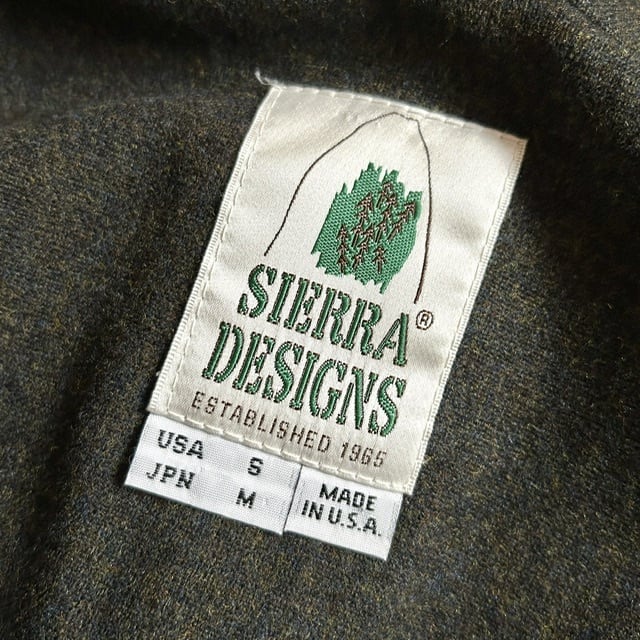 SIERRA®
DESIGNS
ESTABLISHED 1965
USA S
JPN M
MADE
IN U.S.A.